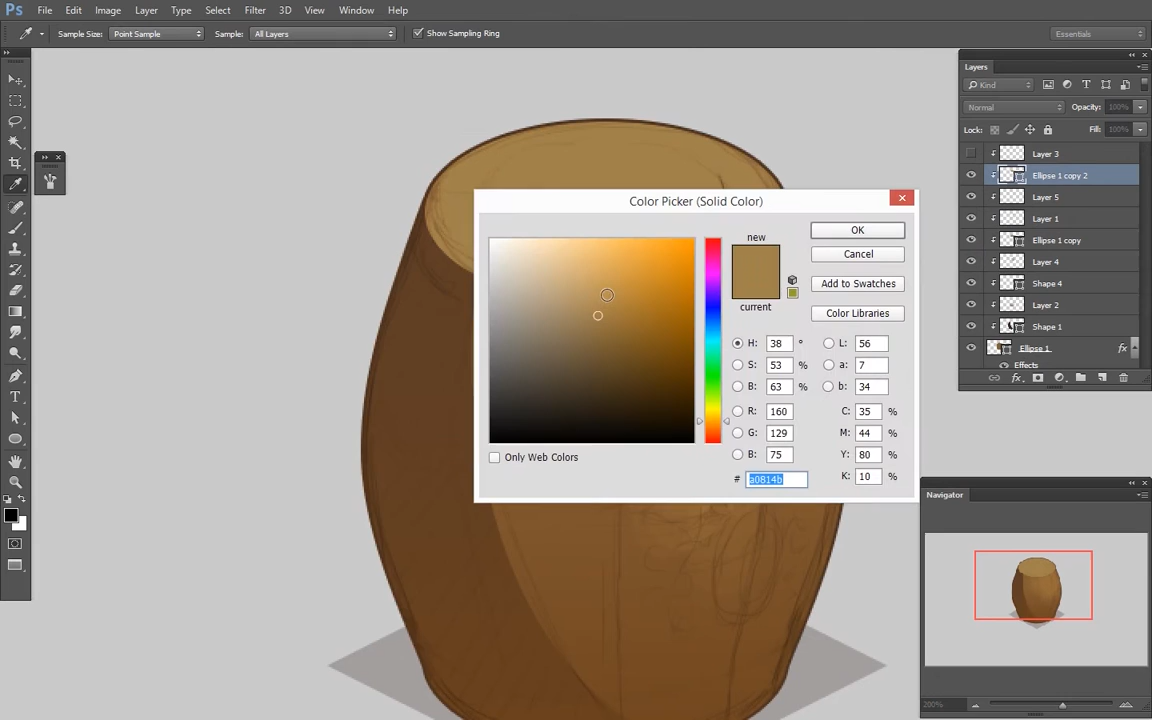 Ps File Edit Image Layer Type Select Filter 3D View Window Help
Sample Size: Point Sample Sample: All Layers Show Sampling Ring Essentials
Layers
Kind
Normal Opacity: 100%
Lock: Fill: 100%
Layer 3
Ellipse 1 copy 2
Layer 5
Layer 1
Ellipse 1 copy
Layer 4
Shape 4
Layer 2
Shape 1
Ellipse 1 fx
Effects
fx
Color Picker (Solid Color)
new
current
OK
Cancel
Add to Swatches
Color Libraries
H: 38 ° L: 56
S: 53 % a: 7
B: 63 % b: 34
R: 160 C: 35 %
G: 129 M: 44 %
B: 75 Y: 80 %
# a0814b K: 10 %
Only Web Colors
T
Navigator
200%